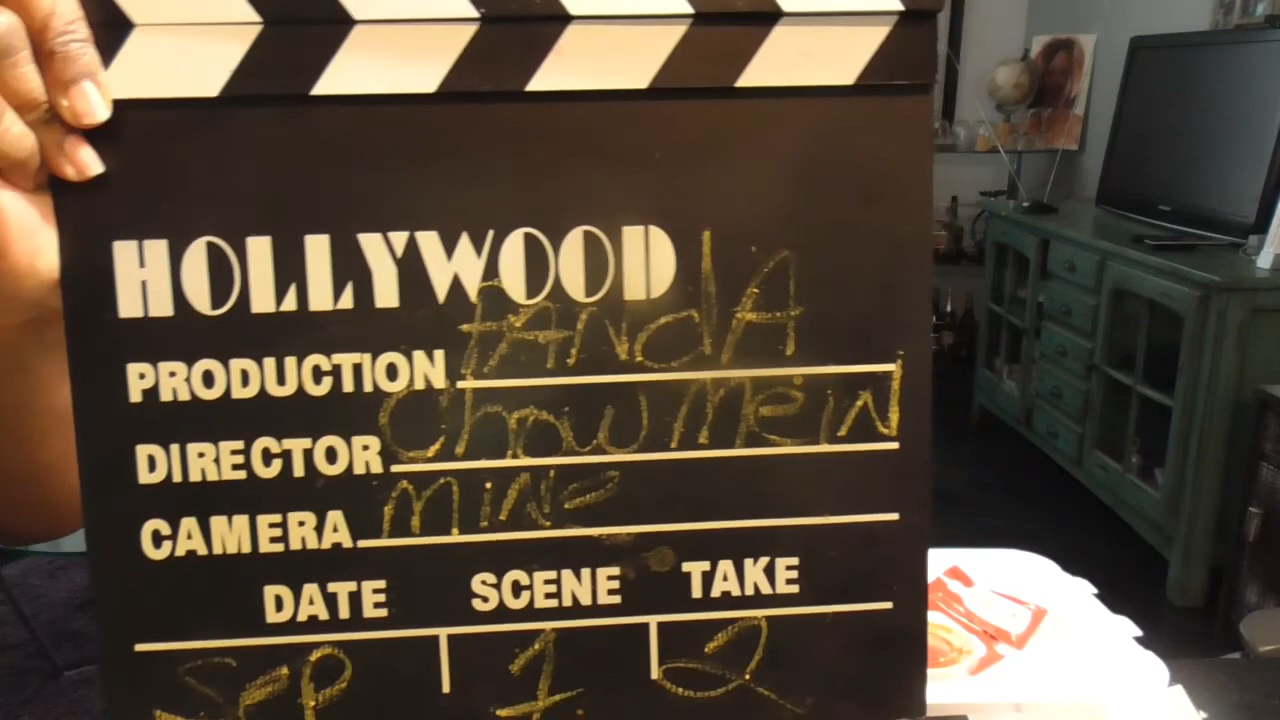 HOLLYWOOD
PRODUCTION PANdA
DIRECTOR Chow MeiN
CAMERA MiNe
DATE SCENE TAKE
Sep 1 2